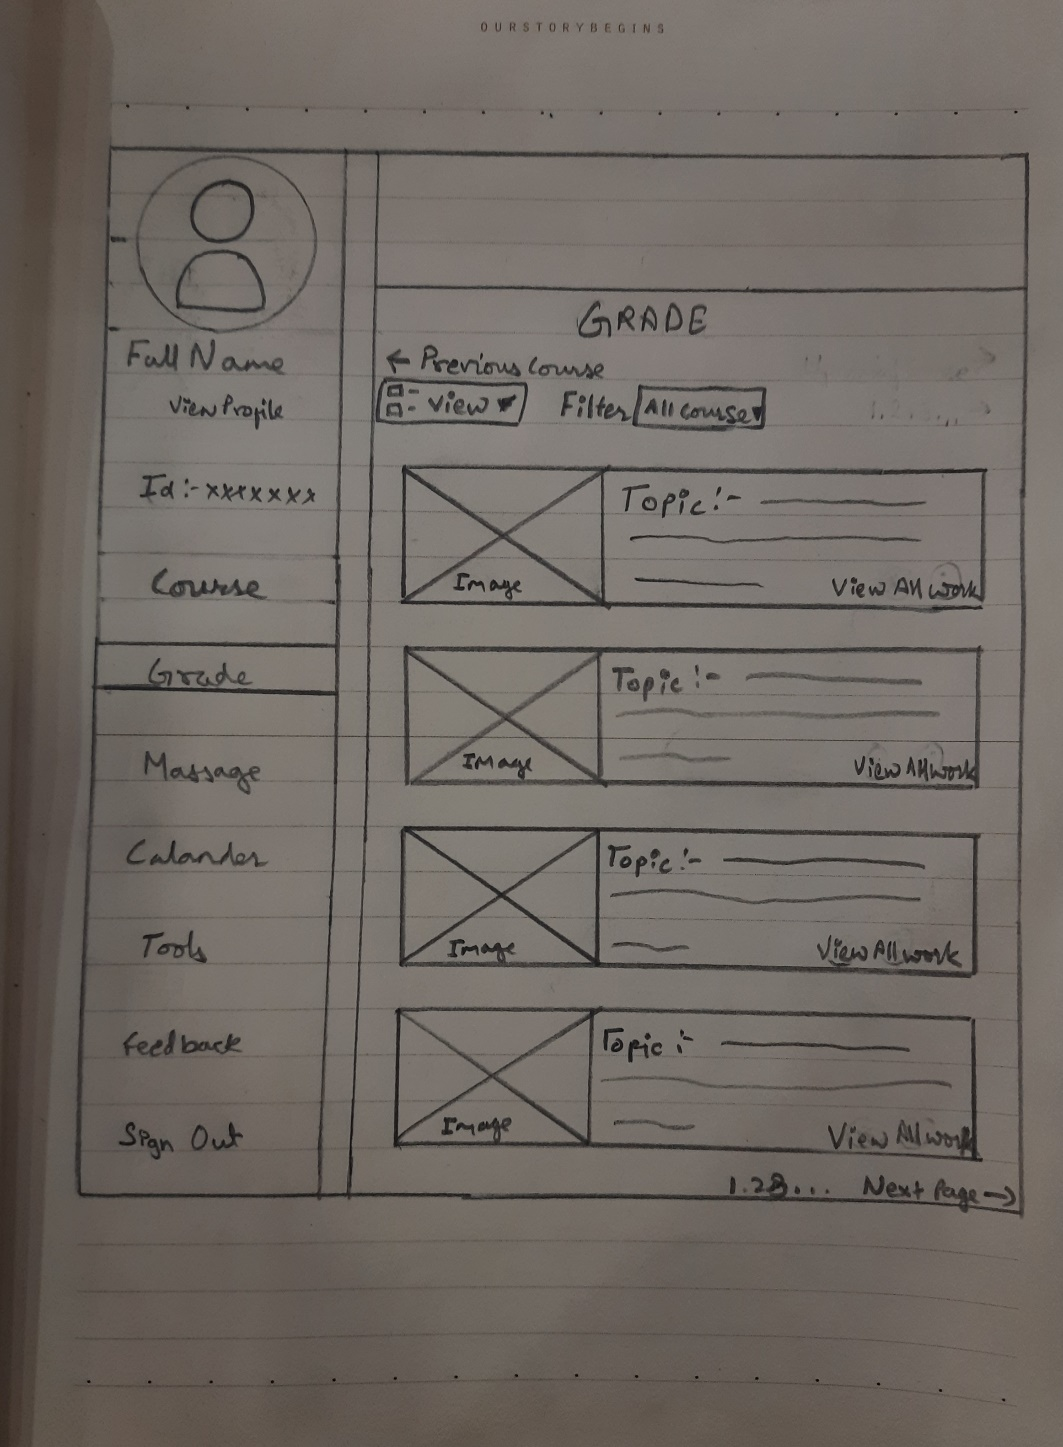 OURSTORYBEGINS
Full Name
View Profile
Id :- xxxxxxx
Course
Grade
Massage
Calander
Tools
Feedback
Sign Out
GRADE
← Previous Course
View ▼ Filter All course ▼
Topic :-
Image
View All work
Topic :-
Image
View All work
Topic :-
Image
View All work
Topic :-
Image
View All work
1.28... Next Page →